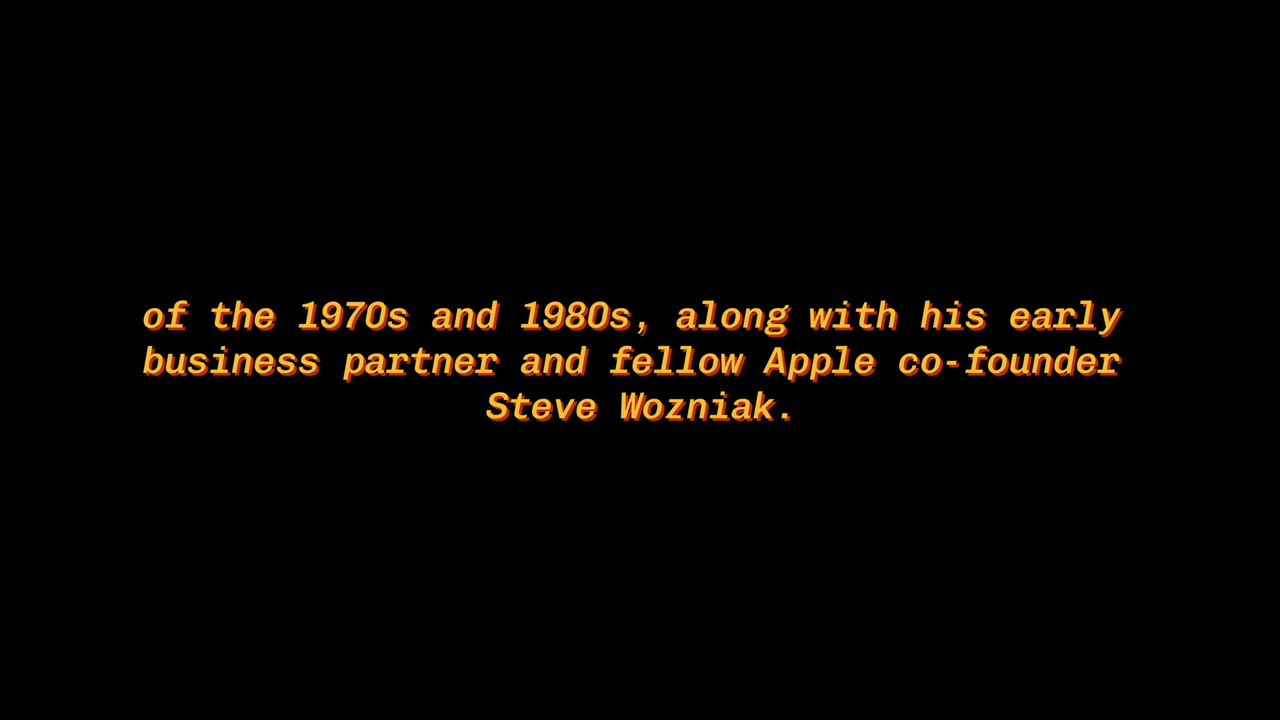 of the 1970s and 1980s, along with his early
business partner and fellow Apple co-founder
Steve Wozniak.